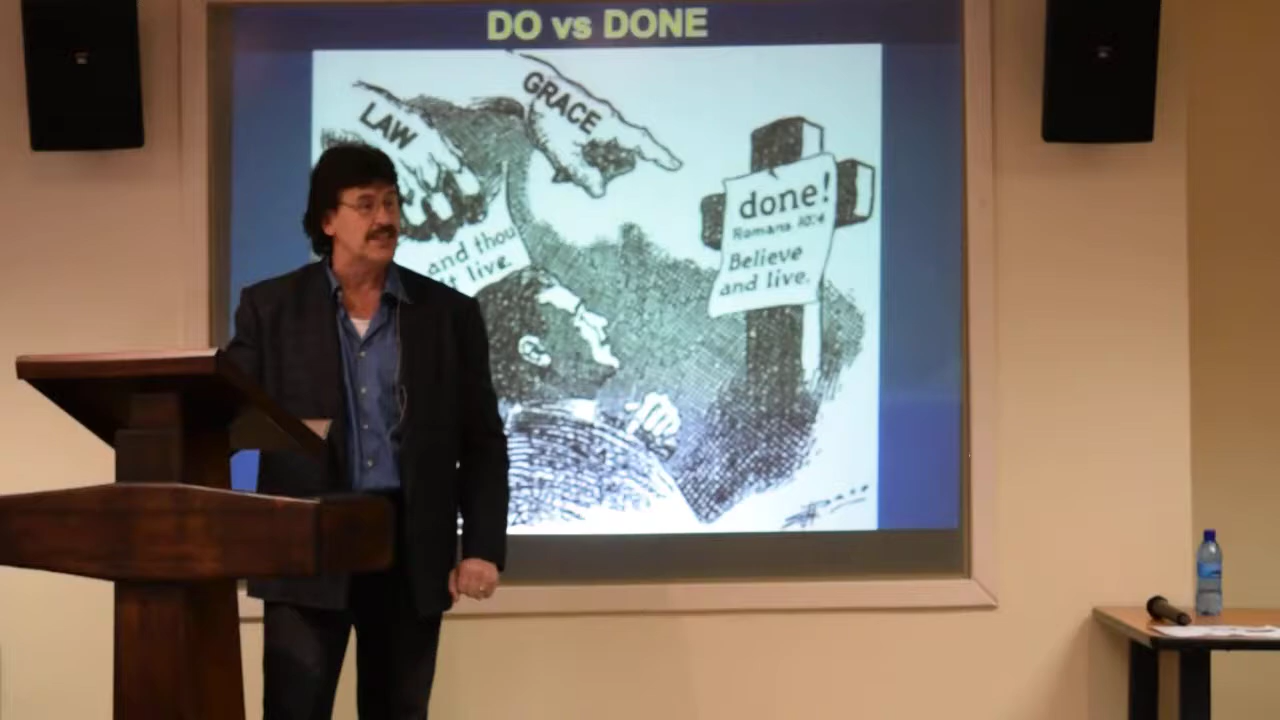 DO vs DONE
LAW
GRACE
and thou
live.
done!
Romans 10:4
Believe
and live.